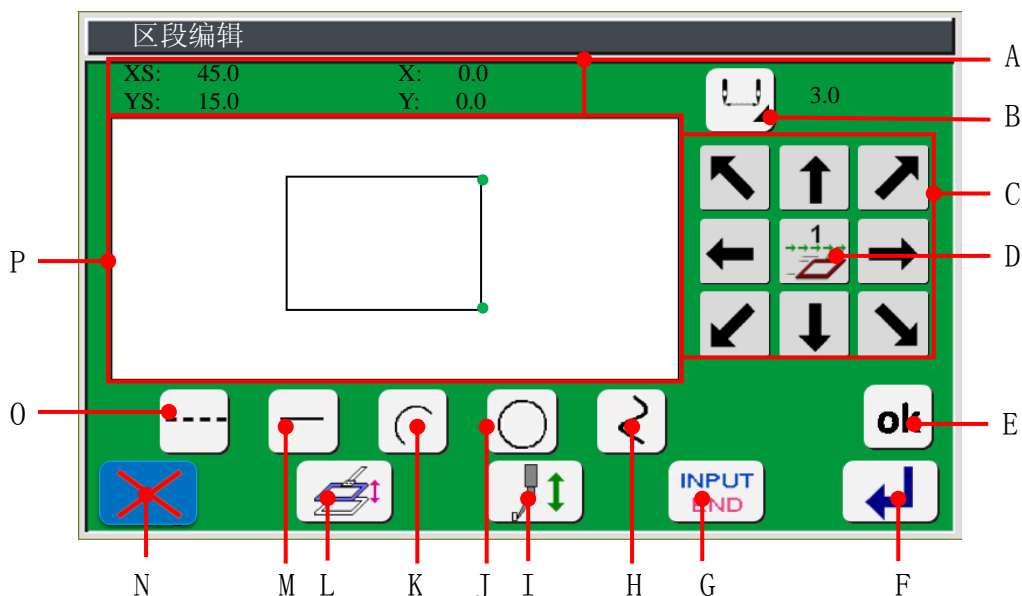 区段编辑
XS: 45.0 X: 0.0
A
YS: 15.0 Y: 0.0
3.0
B
C
1
P
D
O
ok
E
INPUT
END
N
M
L
K
J
I
H
G
F